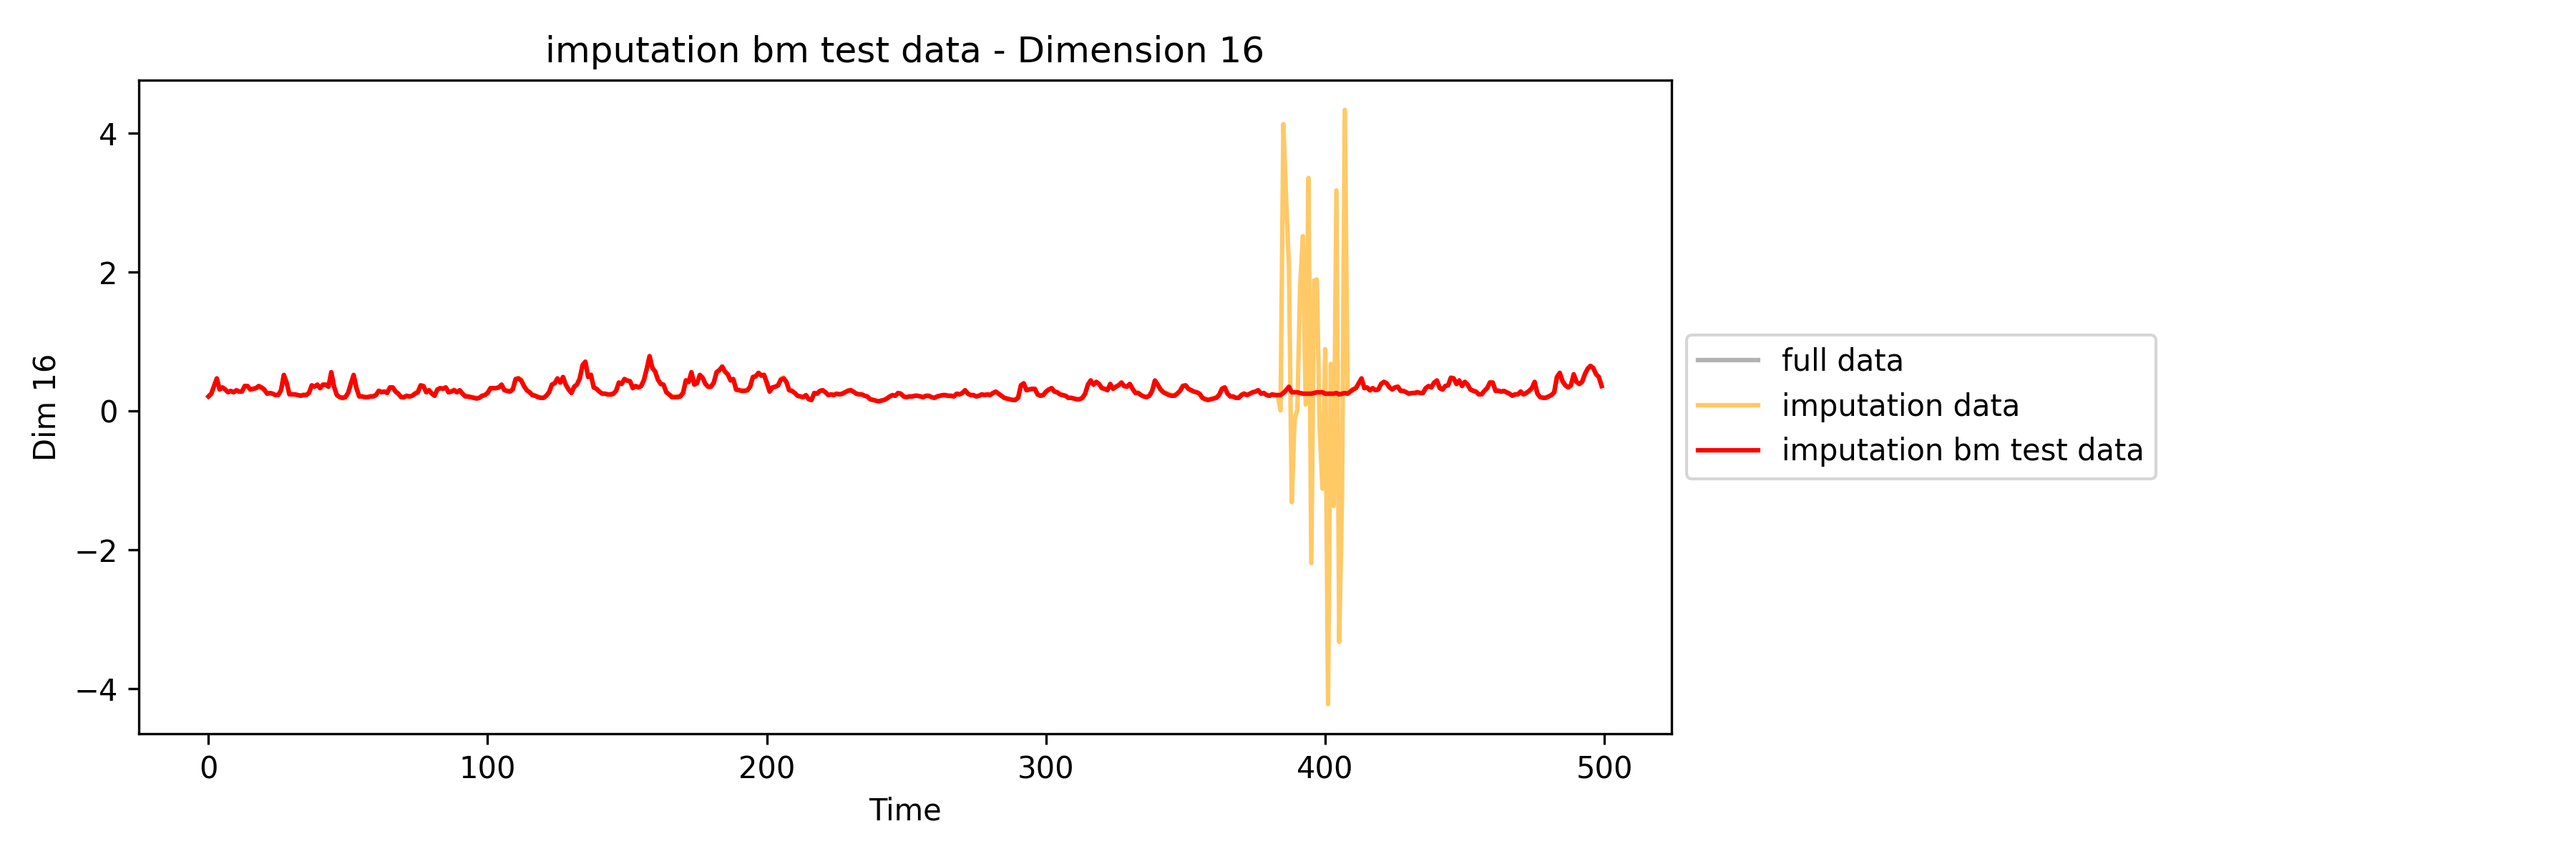 imputation bm test data - Dimension 16
4
2
0
−2
−4
Dim 16
0 100 200 300 400 500
Time
full data
imputation data
imputation bm test data